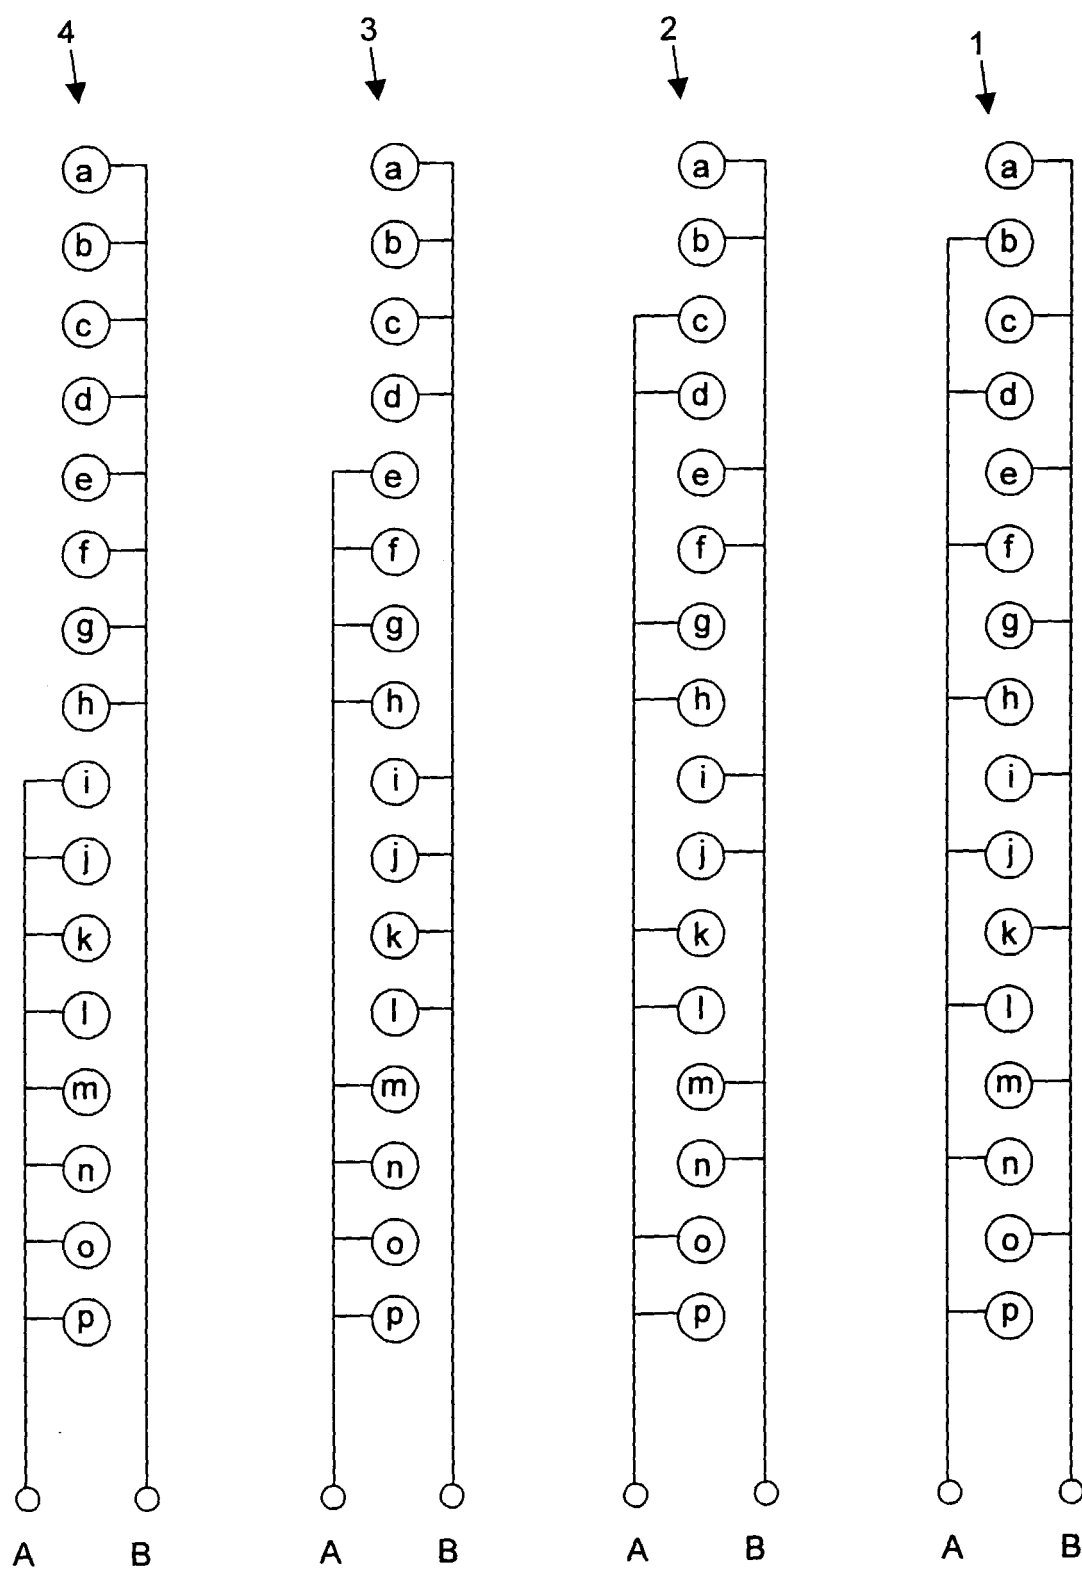 4 3 2 1
a a a a
b b b b
c c c c
d d d d
e e e e
f f f f
g g g g
h h h h
i i i i
j j j j
k k k k
l l l l
m m m m
n n n n
o o o o
p p p p
A B A B A B A B